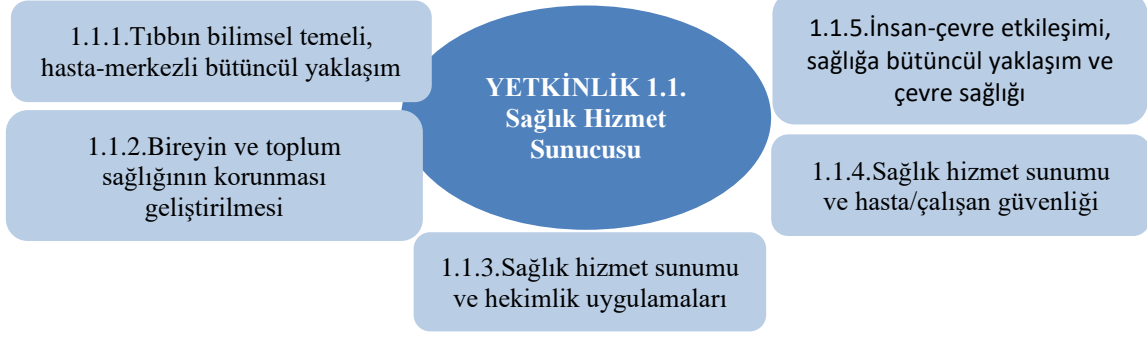 1.1.1.Tıbbın bilimsel temeli,
hasta-merkezli bütüncül yaklaşım
1.1.2.Bireyin ve toplum
sağlığının korunması
geliştirilmesi
YETKİNLİK 1.1.
Sağlık Hizmet
Sunucusu
1.1.3.Sağlık hizmet sunumu
ve hekimlik uygulamaları
1.1.5.İnsan-çevre etkileşimi,
sağlığa bütüncül yaklaşım ve
çevre sağlığı
1.1.4.Sağlık hizmet sunumu
ve hasta/çalışan güvenliği